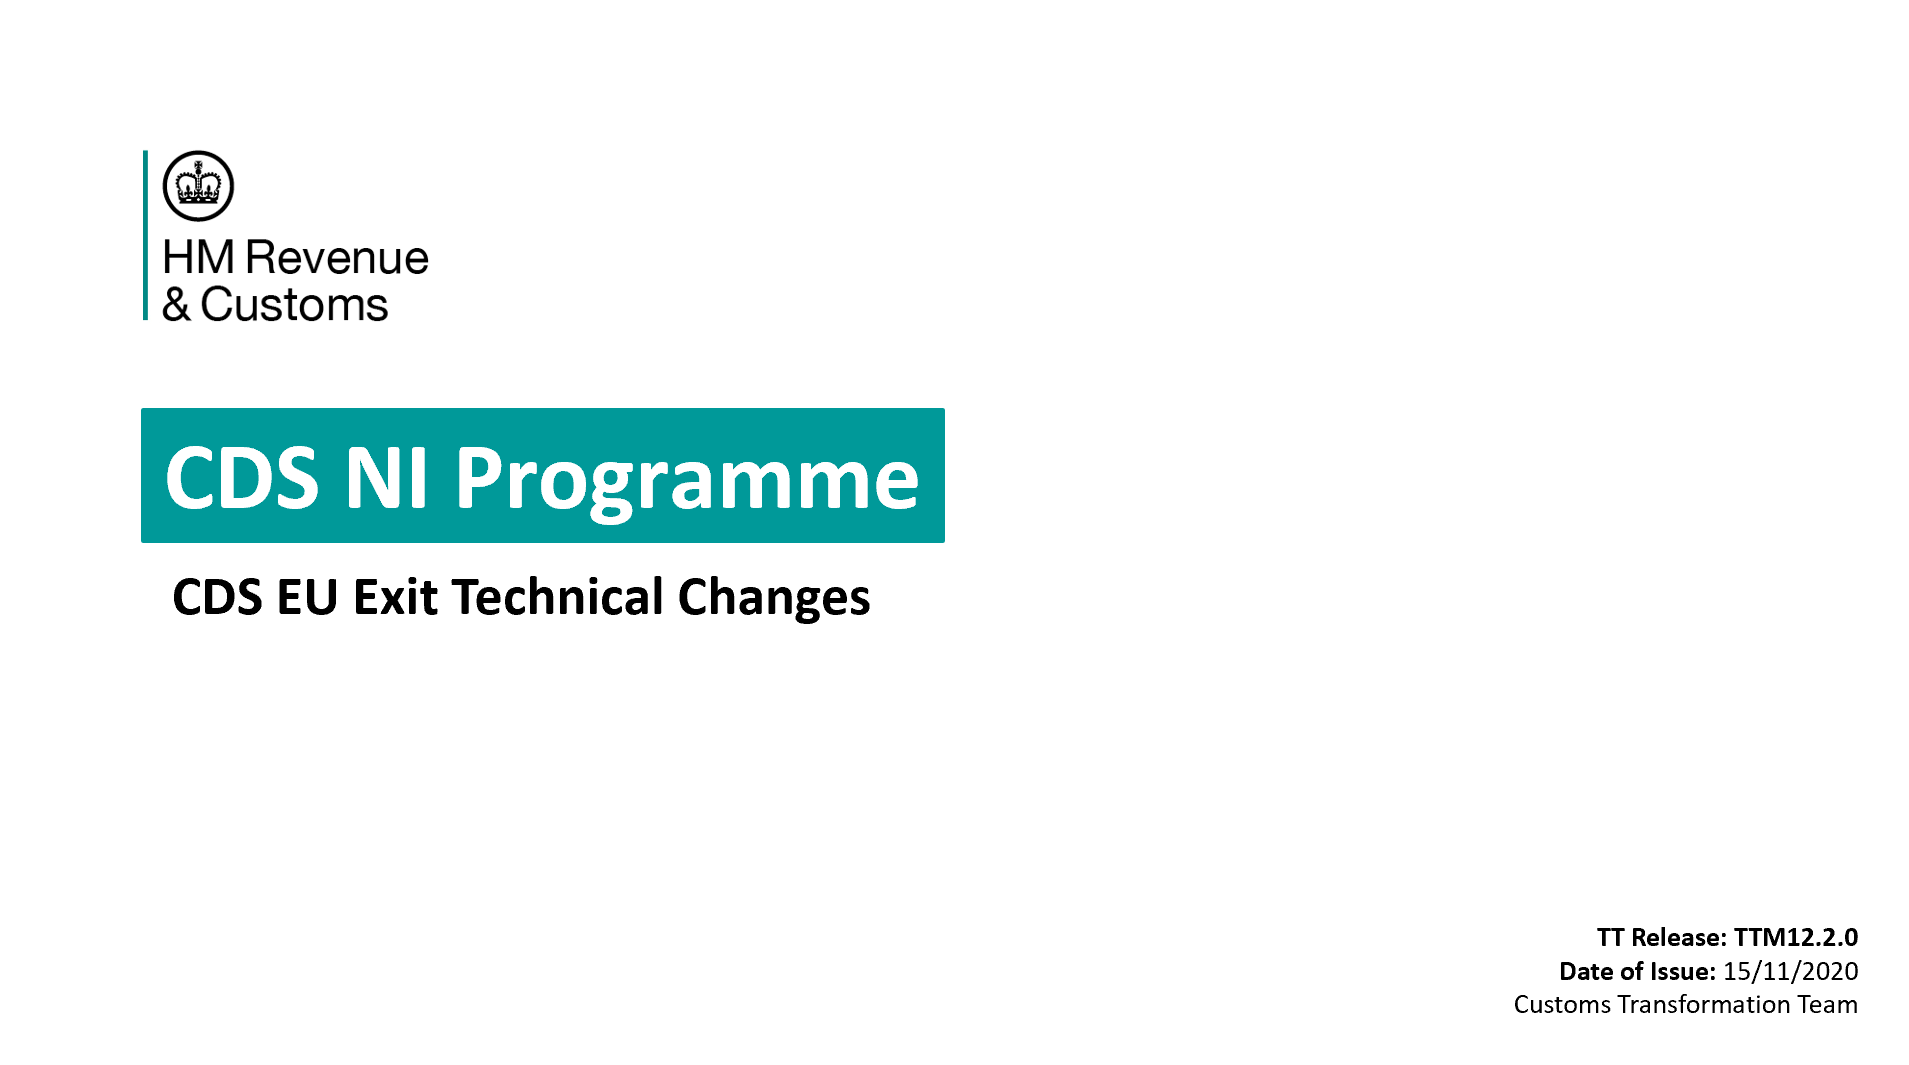 HM Revenue
& Customs
CDS NI Programme
CDS EU Exit Technical Changes
TT Release: TTM12.2.0
Date of Issue: 15/11/2020
Customs Transformation Team